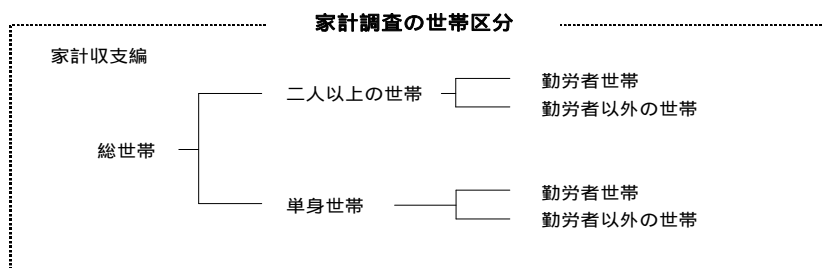 家計調査の世帯区分
家計収支編
総世帯
二人以上の世帯
勤労者世帯
勤労者以外の世帯
単身世帯
勤労者世帯
勤労者以外の世帯